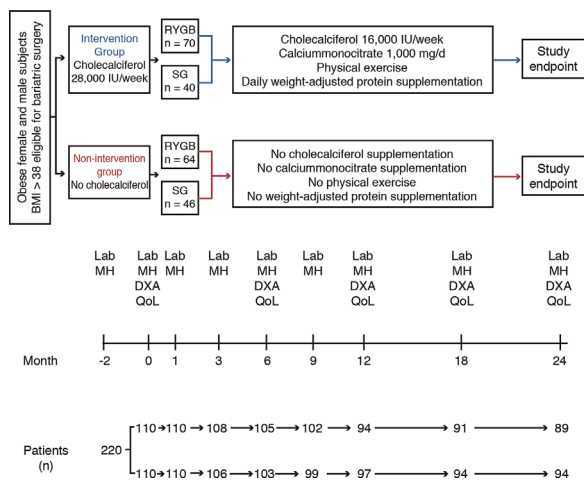 Obese female and male subjects
BMI > 38 eligible for bariatric surgery
Intervention
Group
Cholecalciferol
28,000 IU/week
RYGB
n = 70
SG
n = 40
Cholecalciferol 16,000 IU/week
Calciummonocitrate 1,000 mg/d
Physical exercise
Daily weight-adjusted protein supplementation
Study
endpoint
Non-intervention
group
No cholecalciferol
RYGB
n = 64
SG
n = 46
No cholecalciferol supplementation
No calciummonocitrate supplementation
No physical exercise
No weight-adjusted protein supplementation
Study
endpoint
Lab Lab Lab Lab Lab Lab Lab Lab Lab
MH MH MH MH MH MH MH MH MH
DXA DXA DXA DXA DXA
QoL QoL QoL QoL QoL
Month
-2 0 1 3 6 9 12 18 24
110 110 108 105 102 94 91 89
Patients
(n)
220
110 110 106 103 99 97 94 94